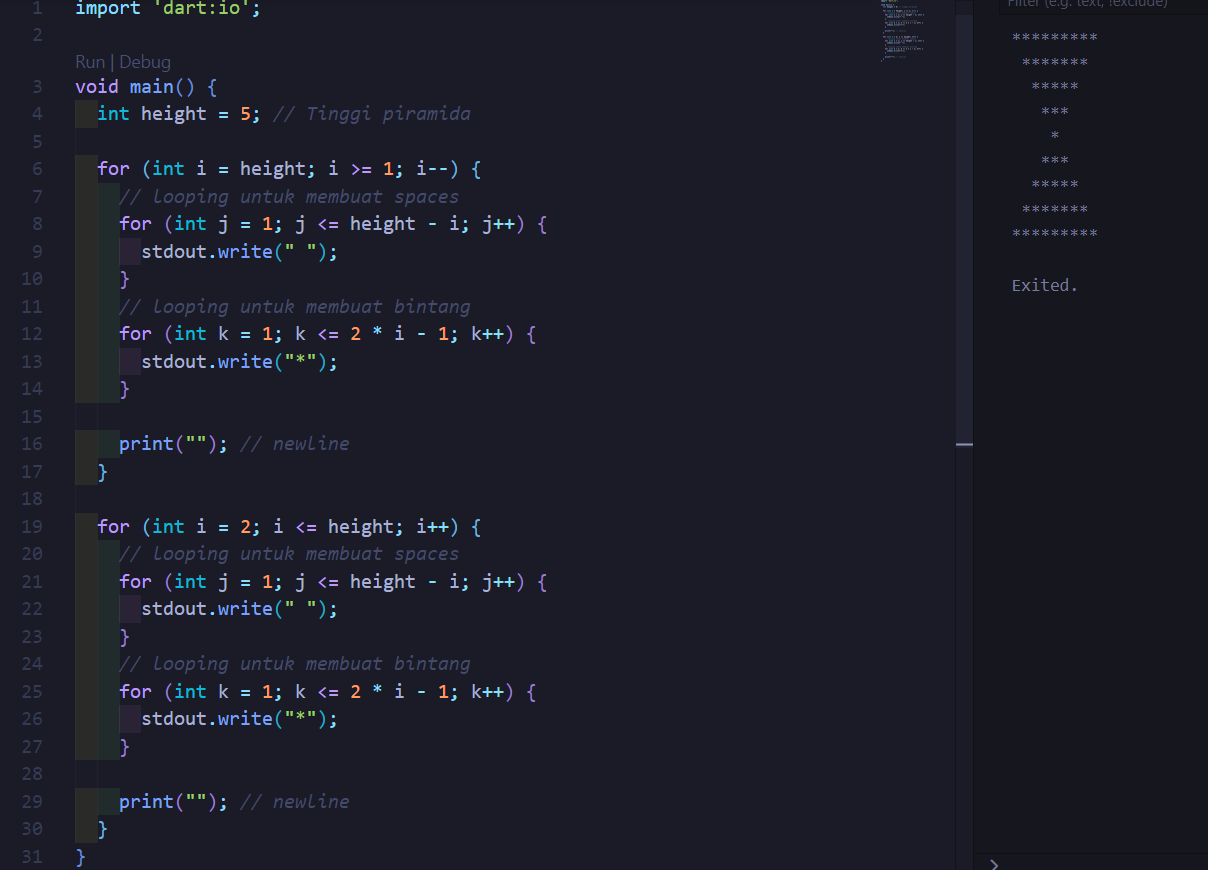 1 import 'dart:io';
2
Run | Debug
3 void main() {
4   int height = 5; // Tinggi piramida
5
6   for (int i = height; i >= 1; i--) {
7     // looping untuk membuat spaces
8     for (int j = 1; j <= height - i; j++) {
9       stdout.write(" ");
10     }
11     // looping untuk membuat bintang
12     for (int k = 1; k <= 2 * i - 1; k++) {
13       stdout.write("*");
14     }
15
16     print(""); // newline
17   }
18
19   for (int i = 2; i <= height; i++) {
20     // looping untuk membuat spaces
21     for (int j = 1; j <= height - i; j++) {
22       stdout.write(" ");
23     }
24     // looping untuk membuat bintang
25     for (int k = 1; k <= 2 * i - 1; k++) {
26       stdout.write("*");
27     }
28
29     print(""); // newline
30   }
31 }
Filter (e.g. text, !exclude)
*********
 *******
  *****
   ***
    *
   ***
  *****
 *******
*********
Exited.
>